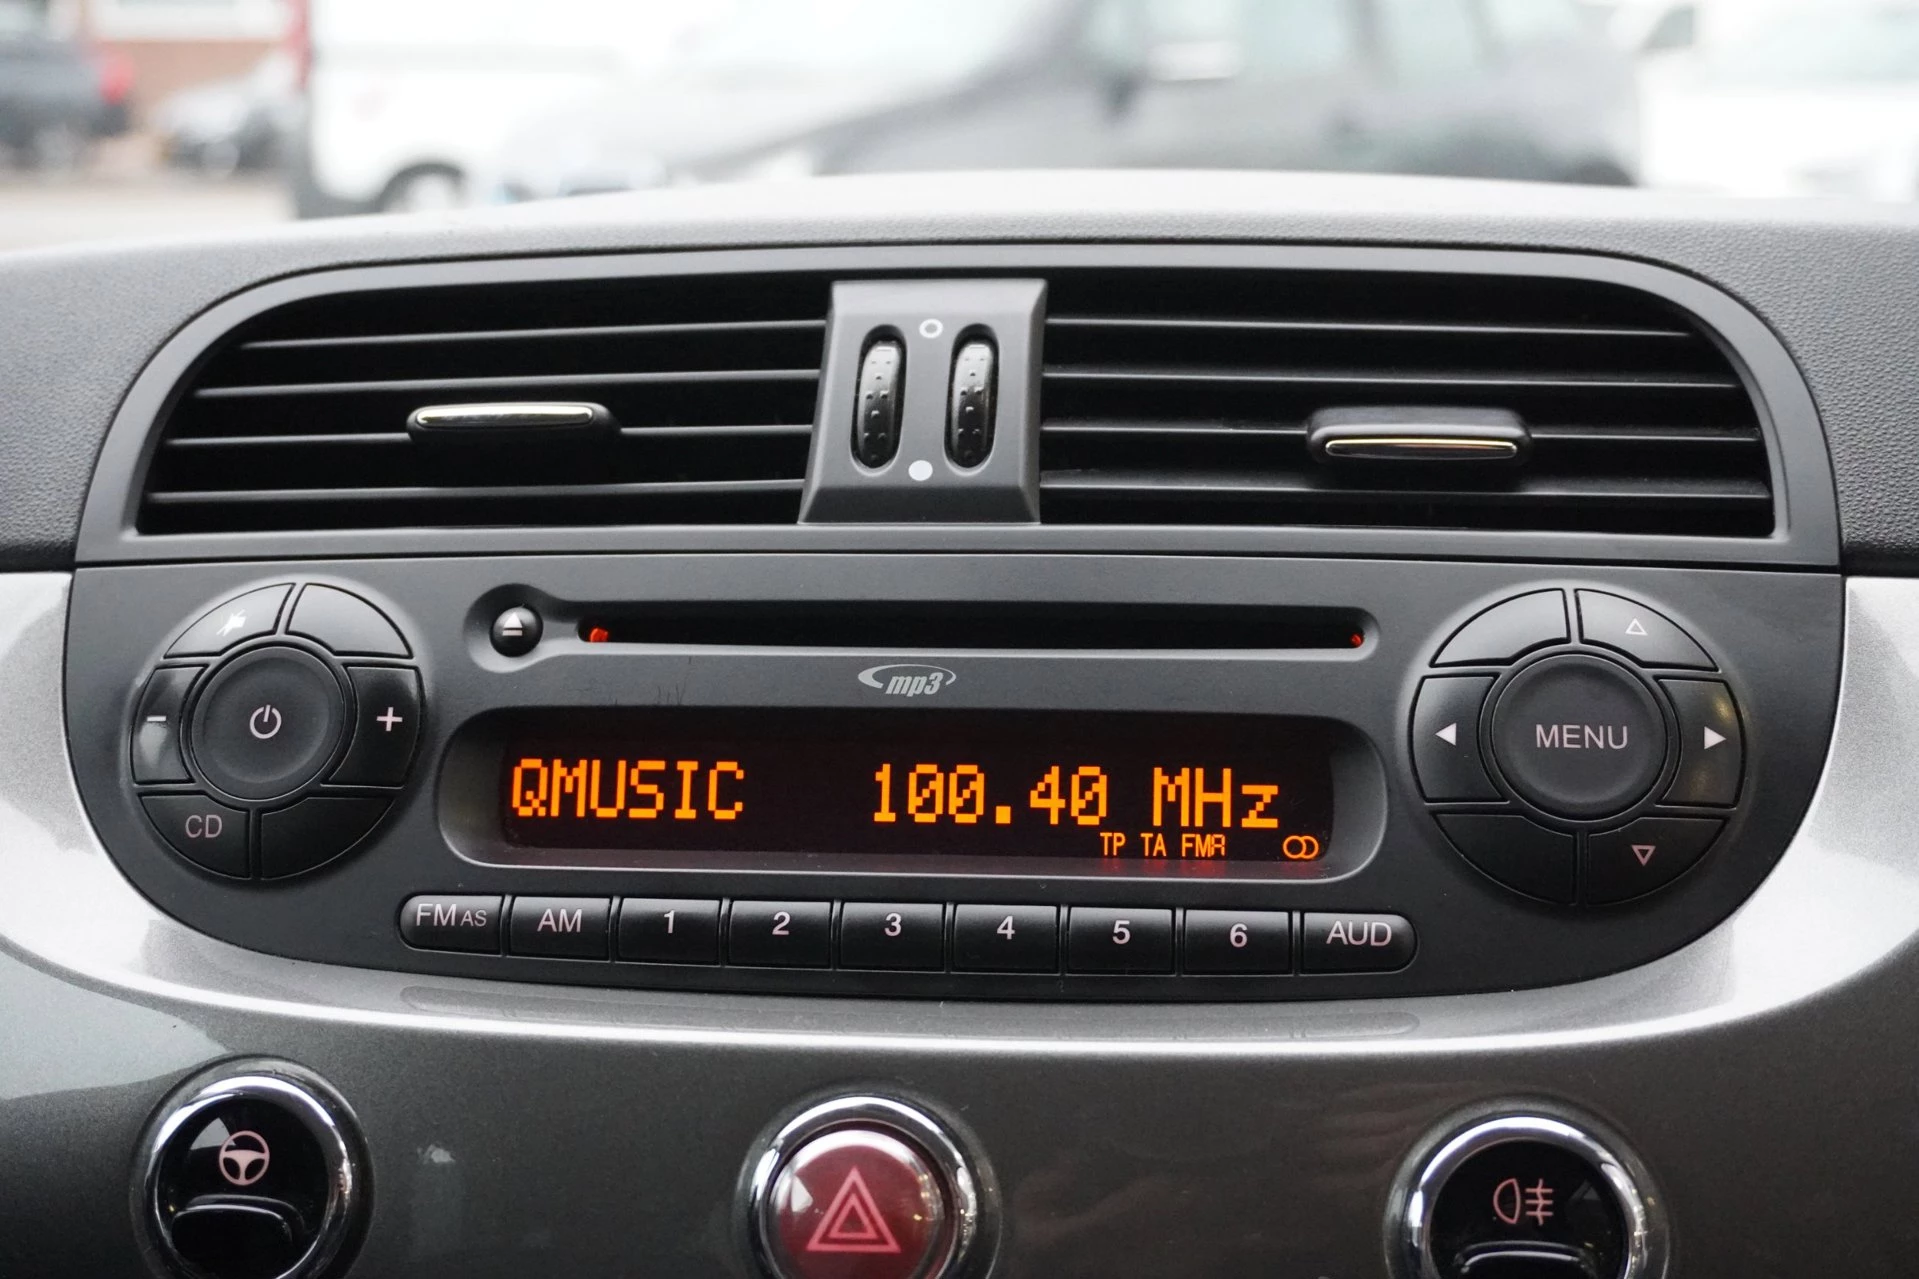 mp3
QMUSIC 100.40 MHz
TP TA FMA
MENU
CD
FM AS AM 1 2 3 4 5 6 AUD